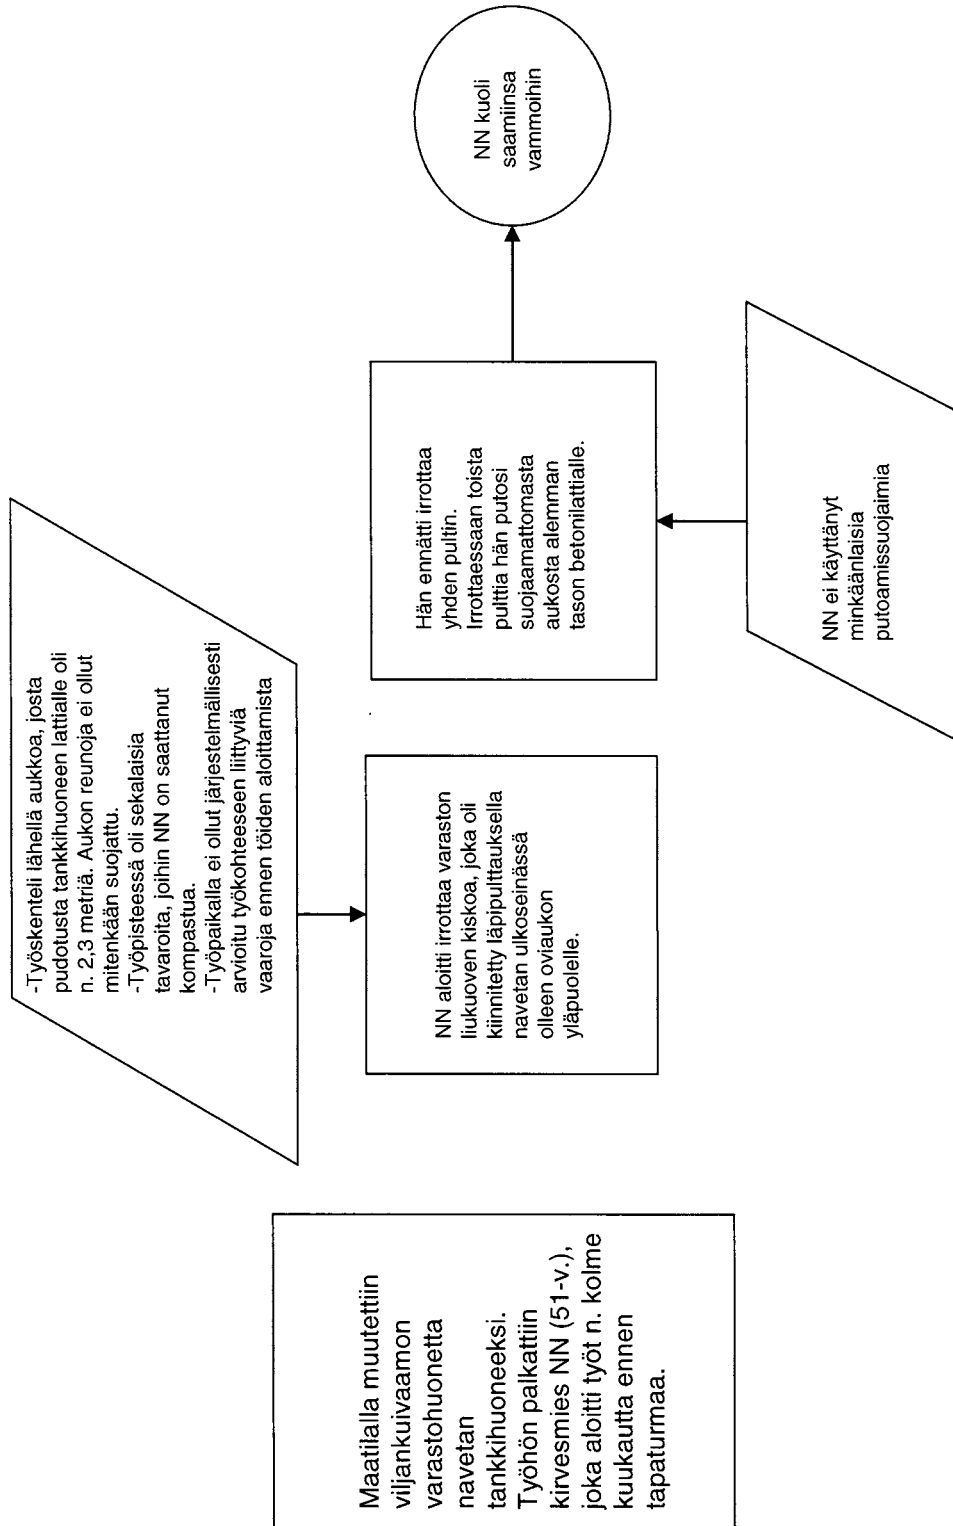 Maatilalla muutettiin
viljankuivaamon
varastohuonetta
navetan
tankkihuoneeksi.
Työhön palkattiin
kirvesmies NN (51-v.),
joka aloitti työt n. kolme
kuukautta ennen
tapaturmaa.
-Työskenteli lähellä aukkoa, josta
pudotusta tankkihuoneen lattialle oli
n. 2,3 metriä. Aukon reunoja ei ollut
mitenkään suojattu.
-Työpisteessä oli sekalaisia
tavaroita, joihin NN on saattanut
kompastua.
-Työpaikalla ei ollut järjestelmällisesti
arvioitu työkohteeseen liittyviä
vaaroja ennen töiden aloittamista
NN aloitti irrottaa varaston
liukuoven kiskoa, joka oli
kiinnitetty läpipulttauksella
navetan ulkoseinässä
olleen oviaukon
yläpuolelle.
Hän ennätti irrottaa
yhden pultin.
Irrottaessaan toista
pulttia hän putosi
suojaamattomasta
aukosta alemman
tason betonilattialle.
NN ei käyttänyt
minkäänlaisia
putoamissuojaimia
NN kuoli
saamiinsa
vammoihin